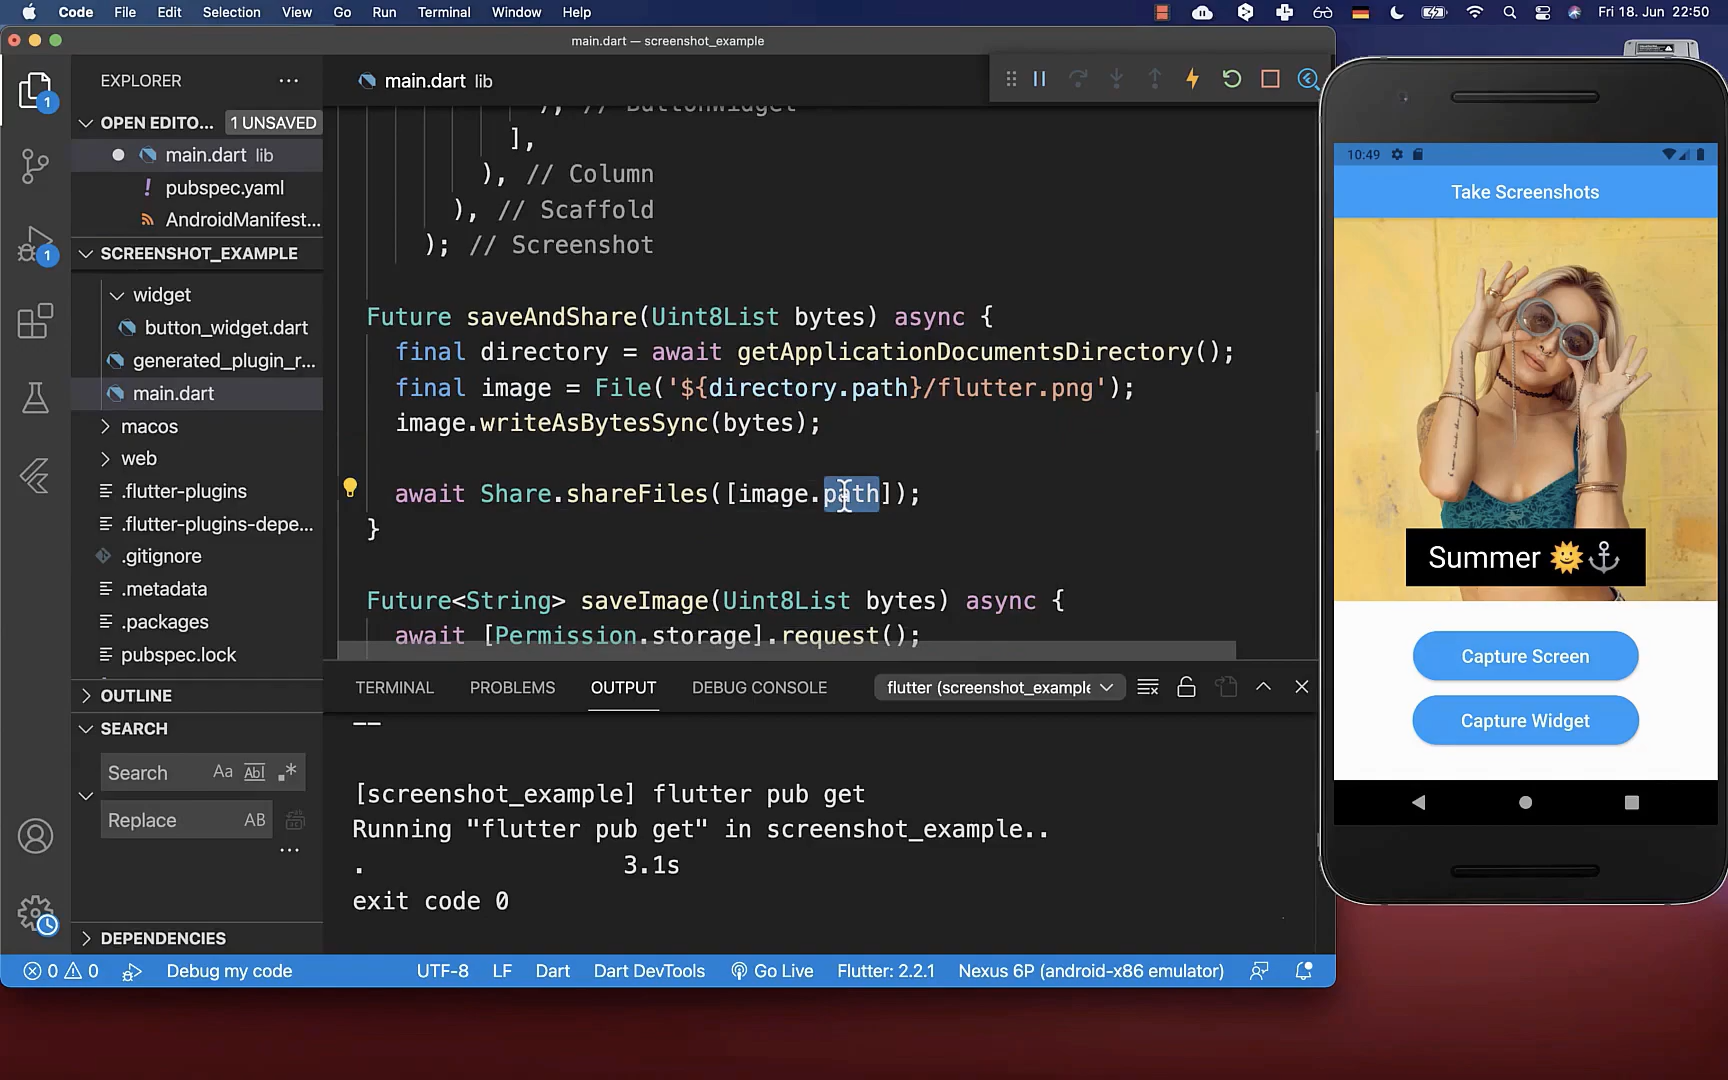 Code File Edit Selection View Go Run Terminal Window Help
Fri 18. Jun 22:50
main.dart — screenshot_example
EXPLORER
OPEN EDITO... 1 UNSAVED
main.dart lib
pubspec.yaml
AndroidManifest...
SCREENSHOT_EXAMPLE
widget
button_widget.dart
generated_plugin_r...
main.dart
macos
web
.flutter-plugins
.flutter-plugins-depe...
.gitignore
.metadata
.packages
pubspec.lock
OUTLINE
SEARCH
Search Aa Abl .*
Replace AB
...
DEPENDENCIES
1
1
main.dart lib
), // ButtonWidget
],
), // Column
), // Scaffold
); // Screenshot
Future saveAndShare(Uint8List bytes) async {
final directory = await getApplicationDocumentsDirectory();
final image = File('${directory.path}/flutter.png');
image.writeAsBytesSync(bytes);
await Share.shareFiles([image.path]);
}
Future<String> saveImage(Uint8List bytes) async {
await [Permission.storage].request();
TERMINAL PROBLEMS OUTPUT DEBUG CONSOLE flutter (screenshot_example
--
[screenshot_example] flutter pub get
Running "flutter pub get" in screenshot_example..
. 3.1s
exit code 0
0 0 Debug my code UTF-8 LF Dart Dart DevTools Go Live Flutter: 2.2.1 Nexus 6P (android-x86 emulator)
10:49
Take Screenshots
Summer 🌞⚓
Capture Screen
Capture Widget